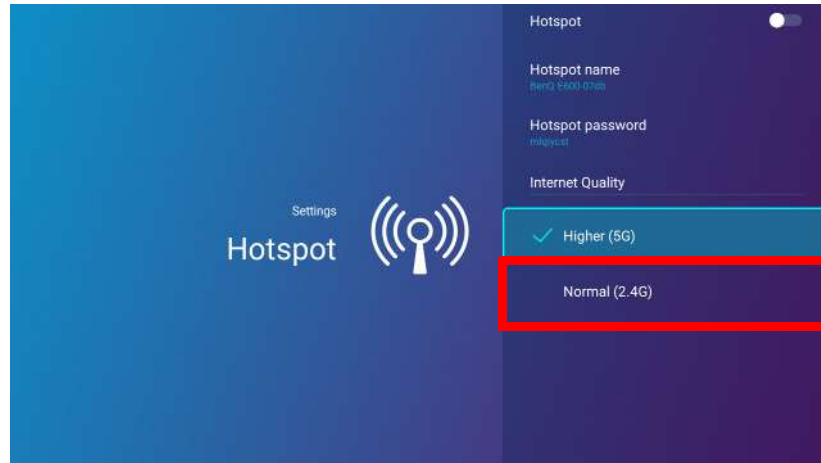 Settings
Hotspot
Hotspot
Hotspot name
BenQ E600-07db
Hotspot password
Internet Quality
Higher (5G)
Normal (2.4G)